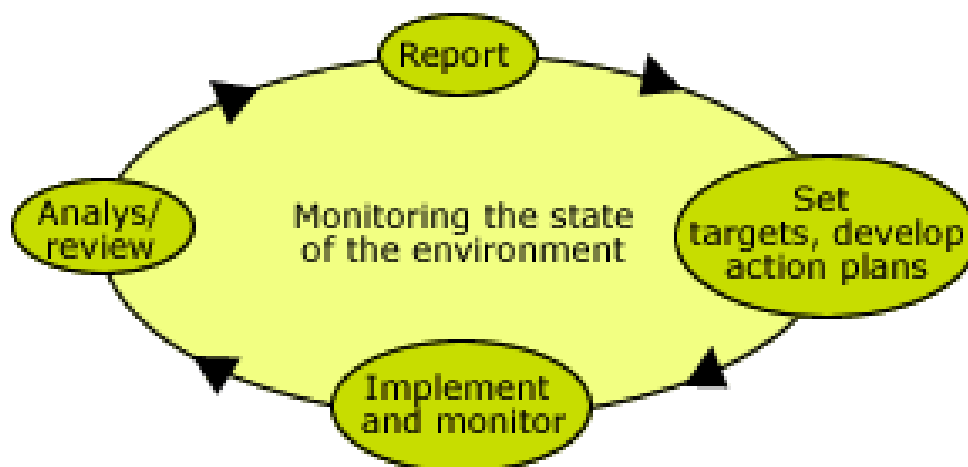 Report
Set
targets, develop
action plans
Implement
and monitor
Analys/
review
Monitoring the state
of the environment